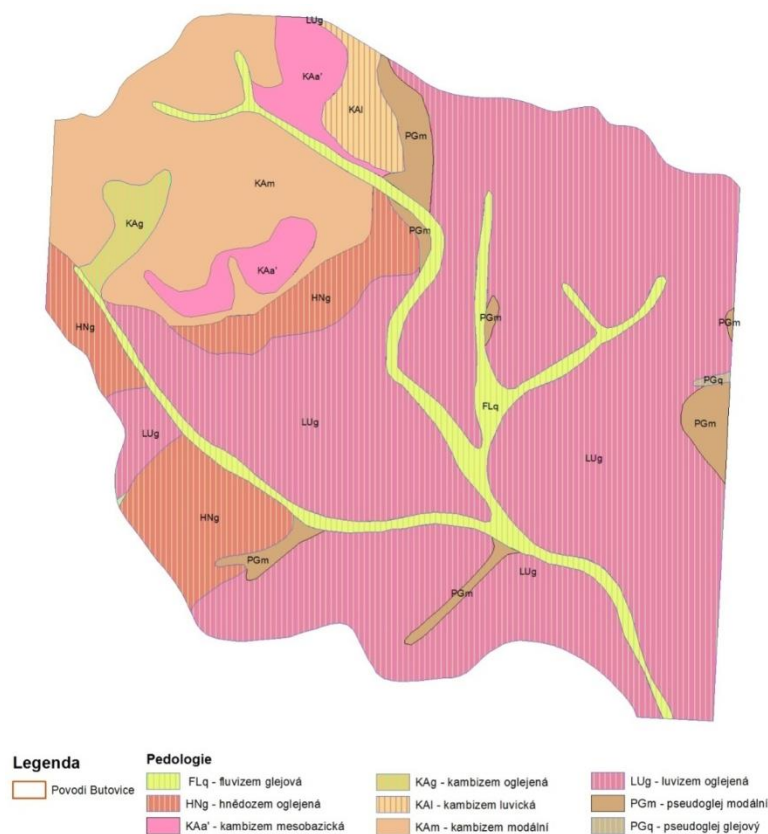 LUg
KAa'
KAl
PGm
KAm
KAg
PGm
KAa'
HNg
PGm
PGm
HNg
PGq
FLq
PGm
LUg
LUg
LUg
HNg
PGm
LUg
PGm
Legenda
Povodi Butovice
Pedologie
FLq - fluvizem glejová
HNg - hnědozem oglejená
KAa' - kambizem mesobazická
KAg - kambizem oglejená
KAl - kambizem luvická
KAm - kambizem modální
LUg - luvizem oglejená
PGm - pseudoglej modální
PGq - pseudoglej glejový